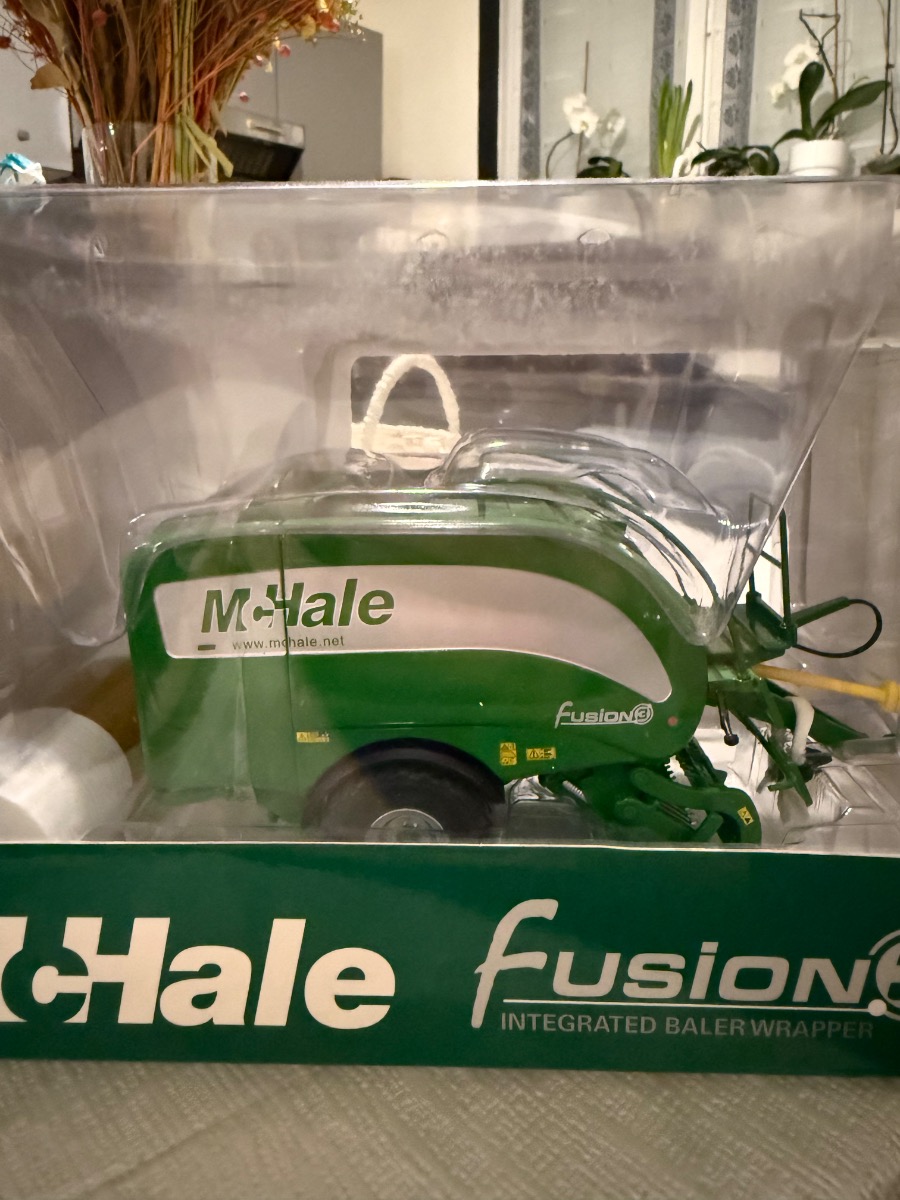 McHale
www.mchale.net
fusion3
McHale
fusion3
INTEGRATED BALER WRAPPER